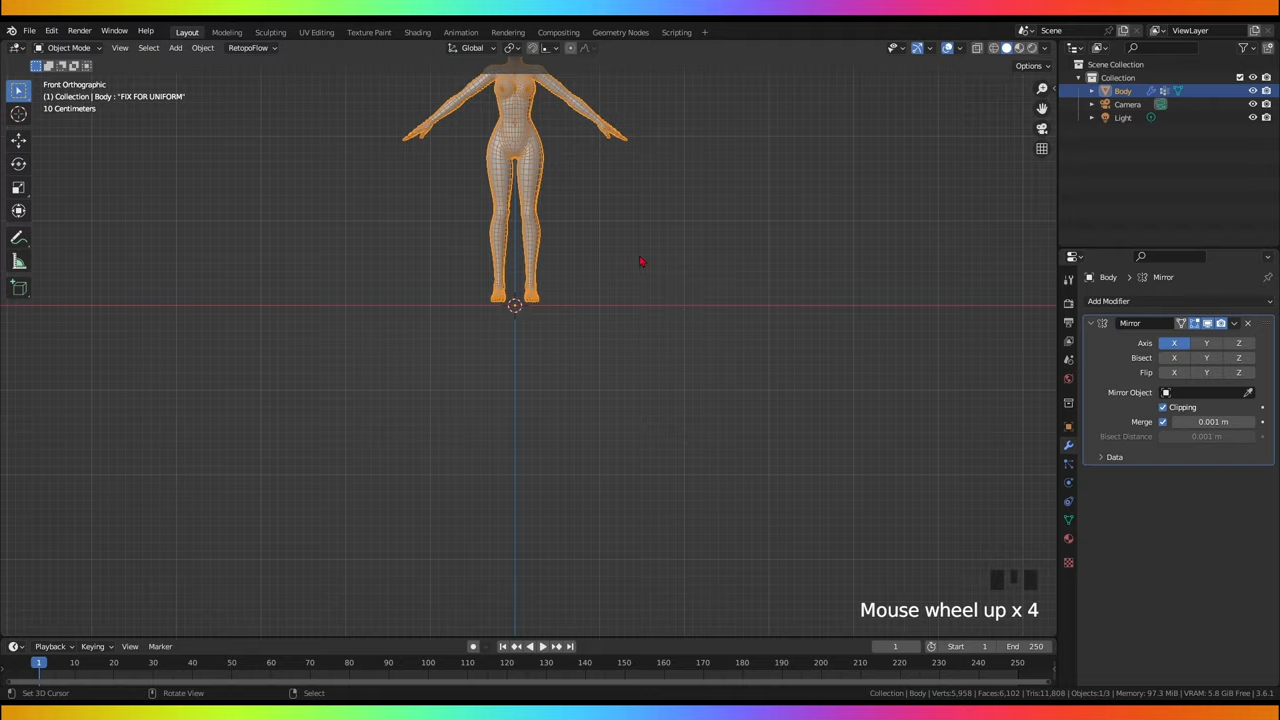 File Edit Render Window Help Layout Modeling Sculpting UV Editing Texture Paint Shading Animation Rendering Compositing Geometry Nodes Scripting + Scene ViewLayer
Object Mode View Select Add Object RetopoFlow Global
Options
Front Orthographic
(1) Collection | Body : "FIX FOR UNIFORM"
10 Centimeters
Scene Collection
Collection
Body
Camera
Light
Body > Mirror
Add Modifier
Mirror
Axis X Y Z
Bisect X Y Z
Flip X Y Z
Mirror Object
Clipping
Merge 0.001 m
Bisect Distance 0.001 m
Data
Mouse wheel up x 4
Playback Keying View Marker 1 Start 1 End 250
1 10 20 30 40 50 60 70 80 90 100 110 120 130 140 150 160 170 180 190 200 210 220 230 240 250
Set 3D Cursor Rotate View Select Collection | Body | Verts:5,958 | Faces:6,102 | Tris:11,808 | Objects:1/3 | Memory: 97.3 MiB | VRAM: 5.8 GiB Free | 3.6.1